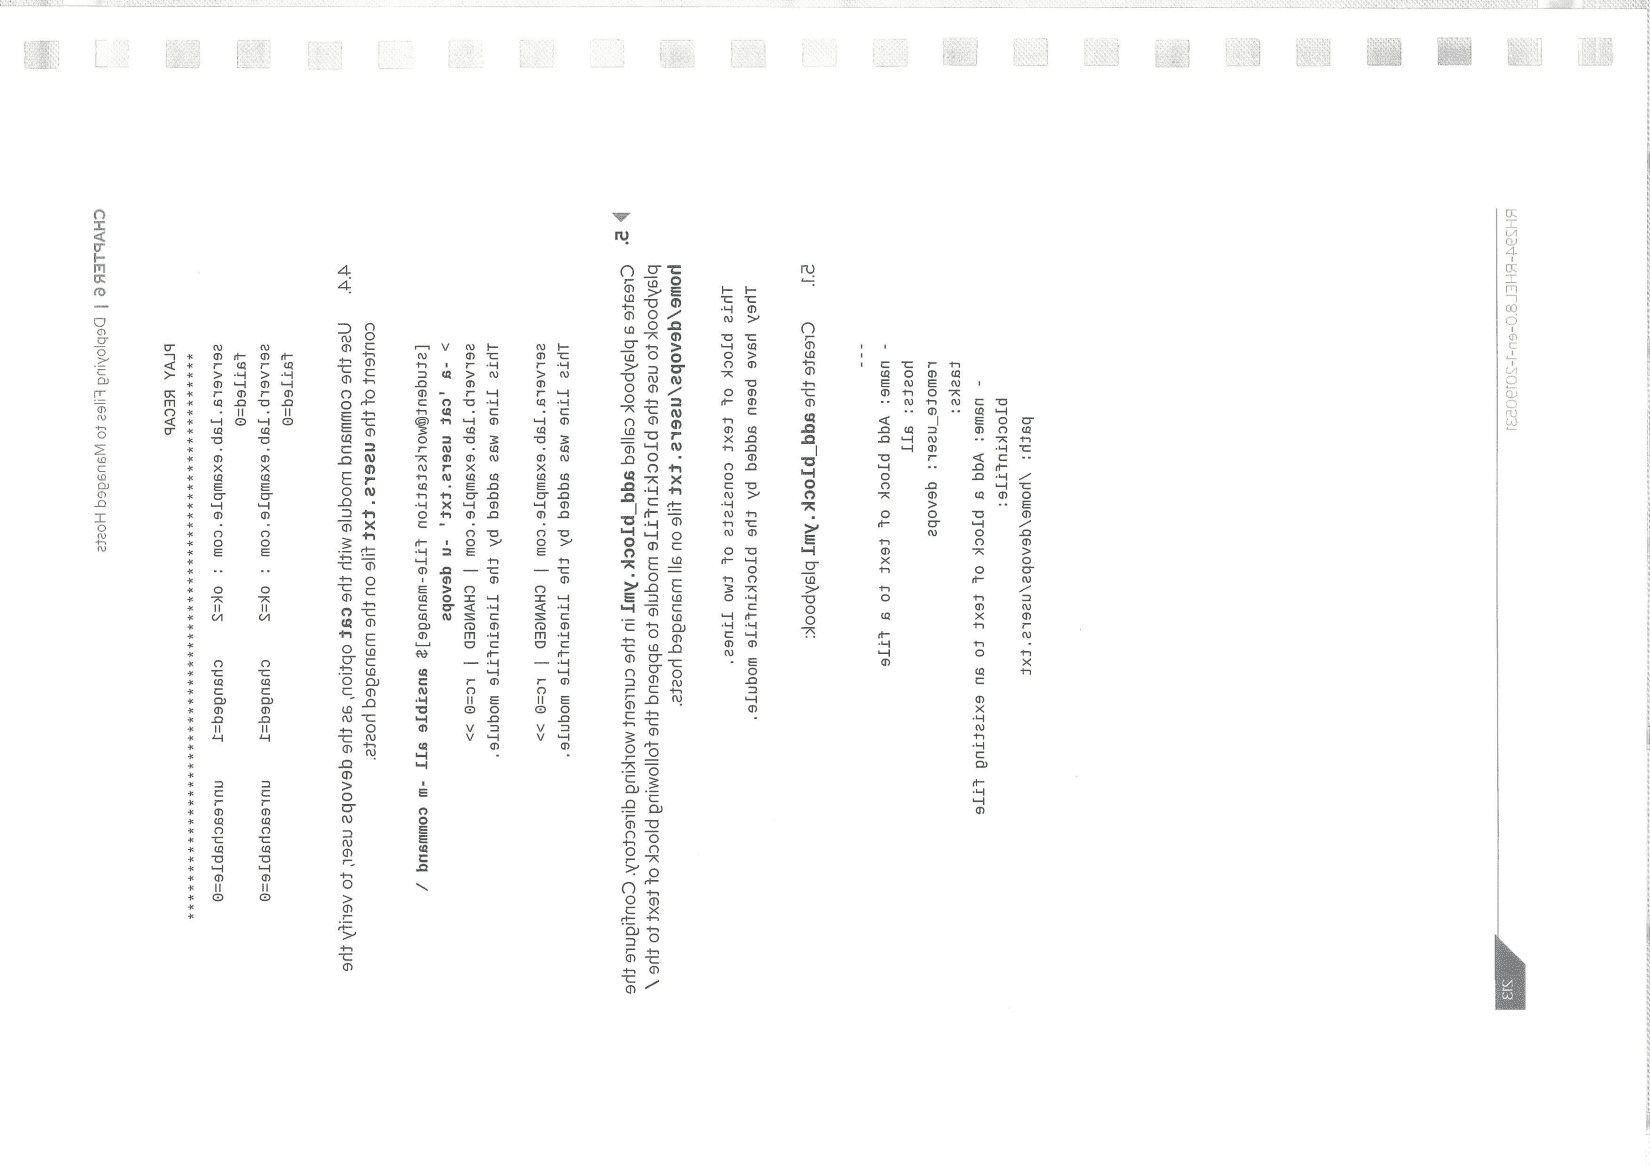 CHAPTER 9 | Deploying Files to Managed Hosts
PLAY RECAP
**********************************************************************
servera.lab.example.com : ok=2 changed=1 unreachable=0
failed=0
serverb.lab.example.com : ok=2 changed=1 unreachable=0
failed=0
4.4. Use the command module with the cat option, as the devops user, to verify the
content of the users.txt file on the managed hosts.
[student@workstation file-manage]$ ansible all -m command \
> -a 'cat users.txt' -u devops
serverb.lab.example.com | CHANGED | rc=0 >>
This line was added by the lineinfile module.
servera.lab.example.com | CHANGED | rc=0 >>
This line was added by the lineinfile module.
5. Create a playbook called add_block.yml in the current working directory. Configure the
playbook to use the blockinfile module to add the following block of text to the /
home/devops/users.txt file on all managed hosts.
This block of text consists of two lines.
They have been added by the blockinfile module.
5.1. Create the add_block.yml playbook:
---
- name: Add block of text to a file
hosts: all
remote_user: devops
tasks:
- name: Add a block of text to an existing file
blockinfile:
path: /home/devops/users.txt
RH294-RHEL8.0-en-1-20190531
213